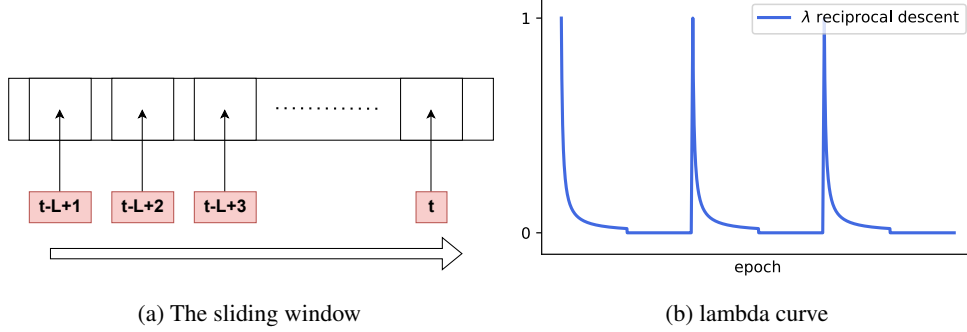 t-L+1
t-L+2
t-L+3
t
(a) The sliding window
λ reciprocal descent
1
0
epoch
(b) lambda curve